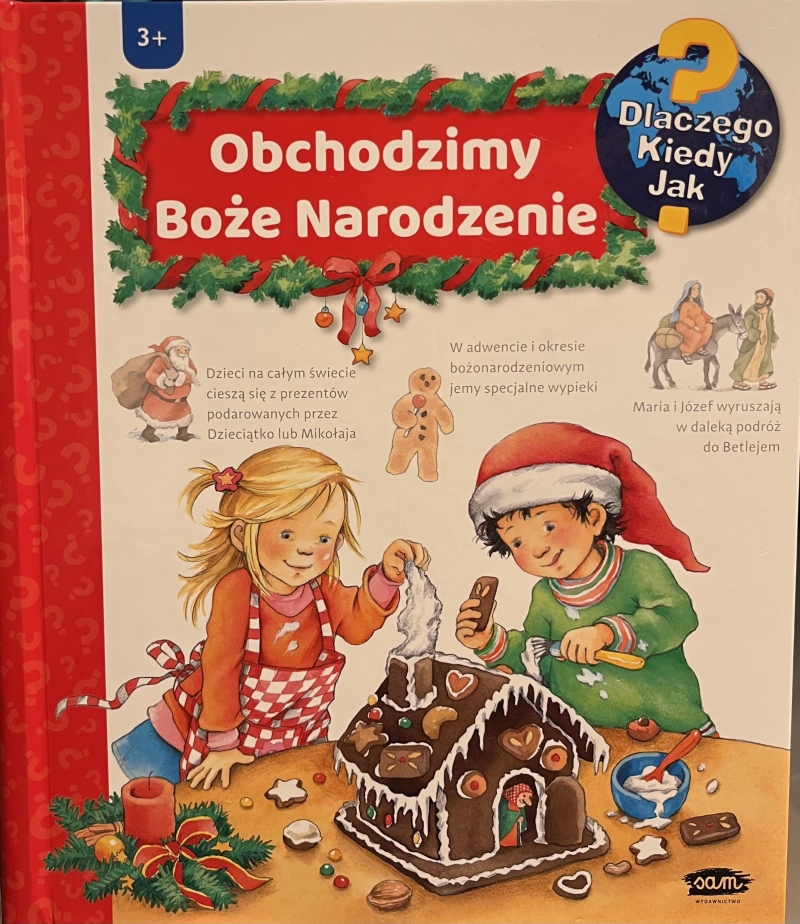 3+
Obchodzimy
Boże Narodzenie
Dlaczego
Kiedy
Jak
?
Dzieci na całym świecie
cieszą się z prezentów
podarowanych przez
Dzieciątko lub Mikołaja
W adwencie i okresie
bożonarodzeniowym
jemy specjalne wypieki
Maria i Józef wyruszają
w daleką podróż
do Betlejem
sam
WYDAWNICTWO